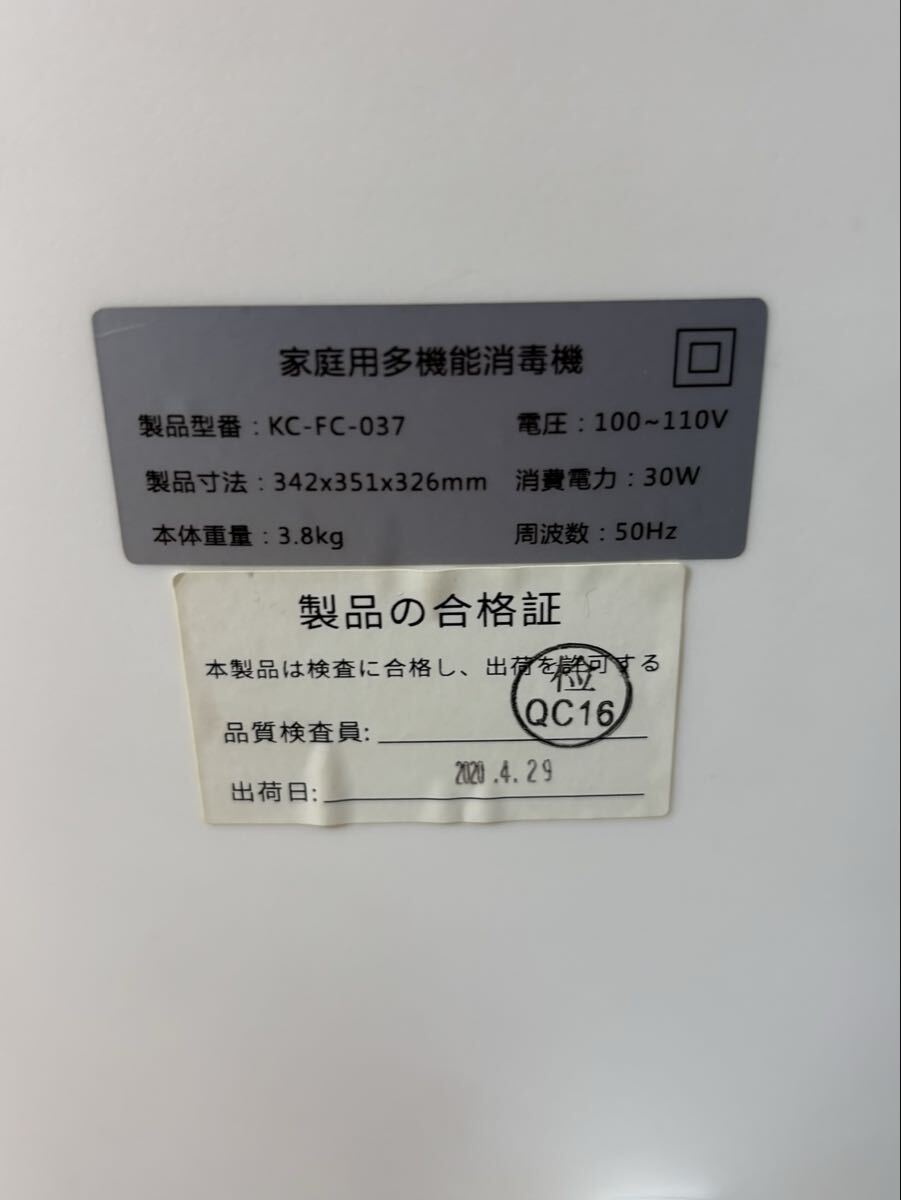 家庭用多機能消毒機
製品型番：KC-FC-037
電圧：100~110V
製品寸法：342x351x326mm
消費電力：30W
本体重量：3.8kg
周波数：50Hz
製品の合格証
本製品は検査に合格し、出荷を許可する
検
QC16
品質検査員:
出荷日: 2020.4.29